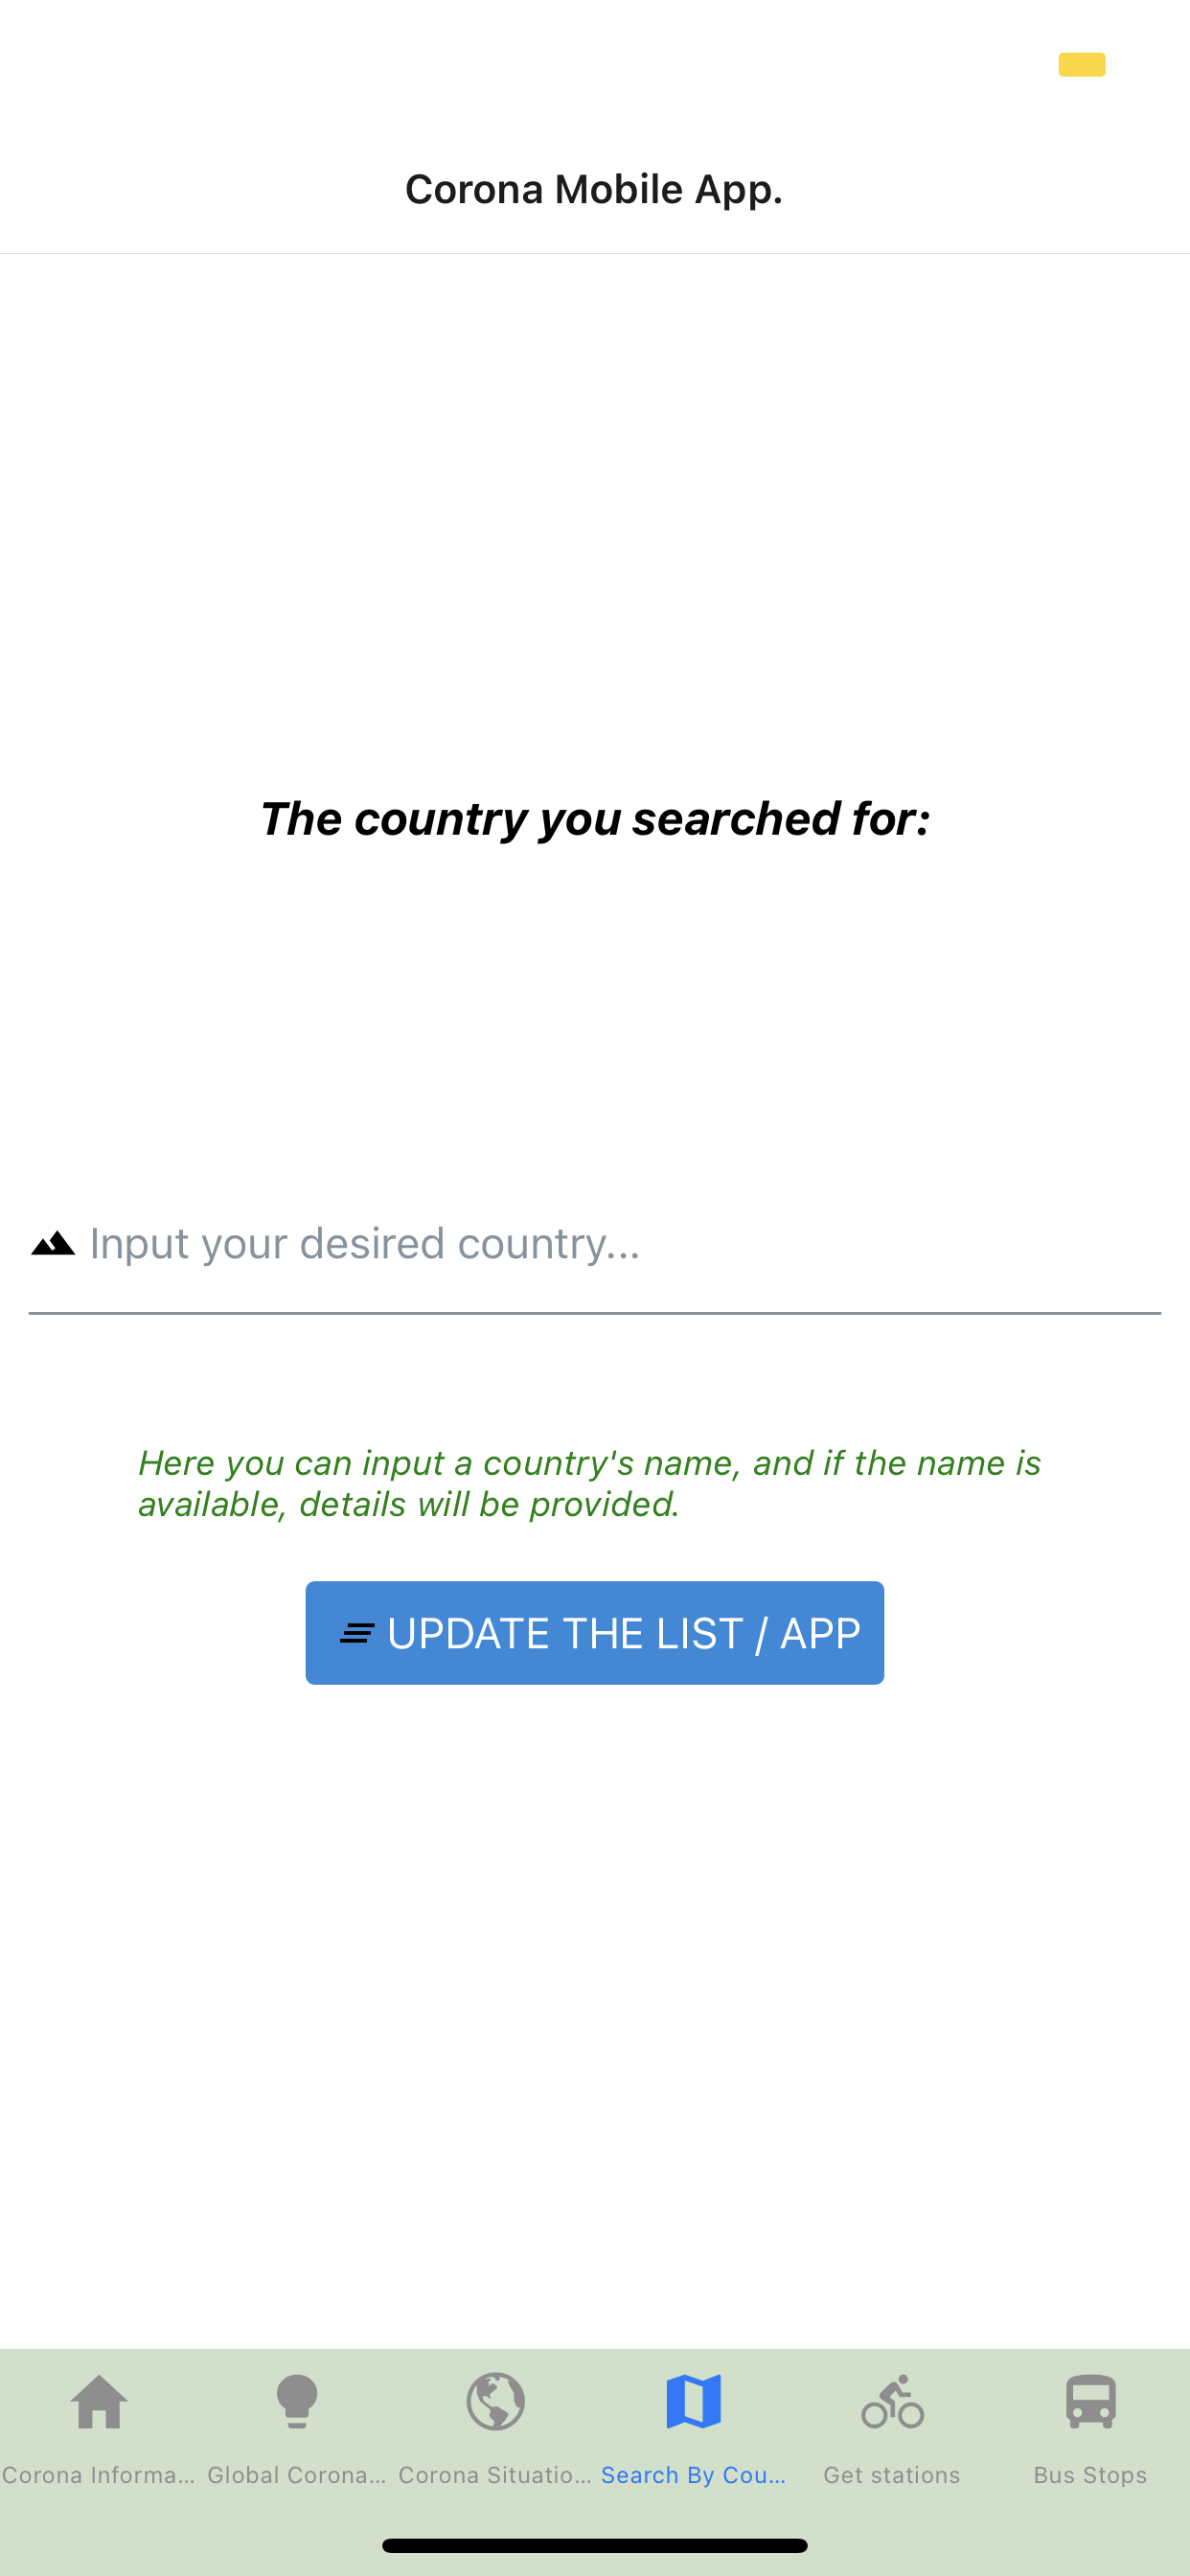 Corona Mobile App.
The country you searched for:
Input your desired country...
Here you can input a country's name, and if the name is
available, details will be provided.
UPDATE THE LIST / APP
Corona Informa... Global Corona... Corona Situatio... Search By Cou... Get stations Bus Stops